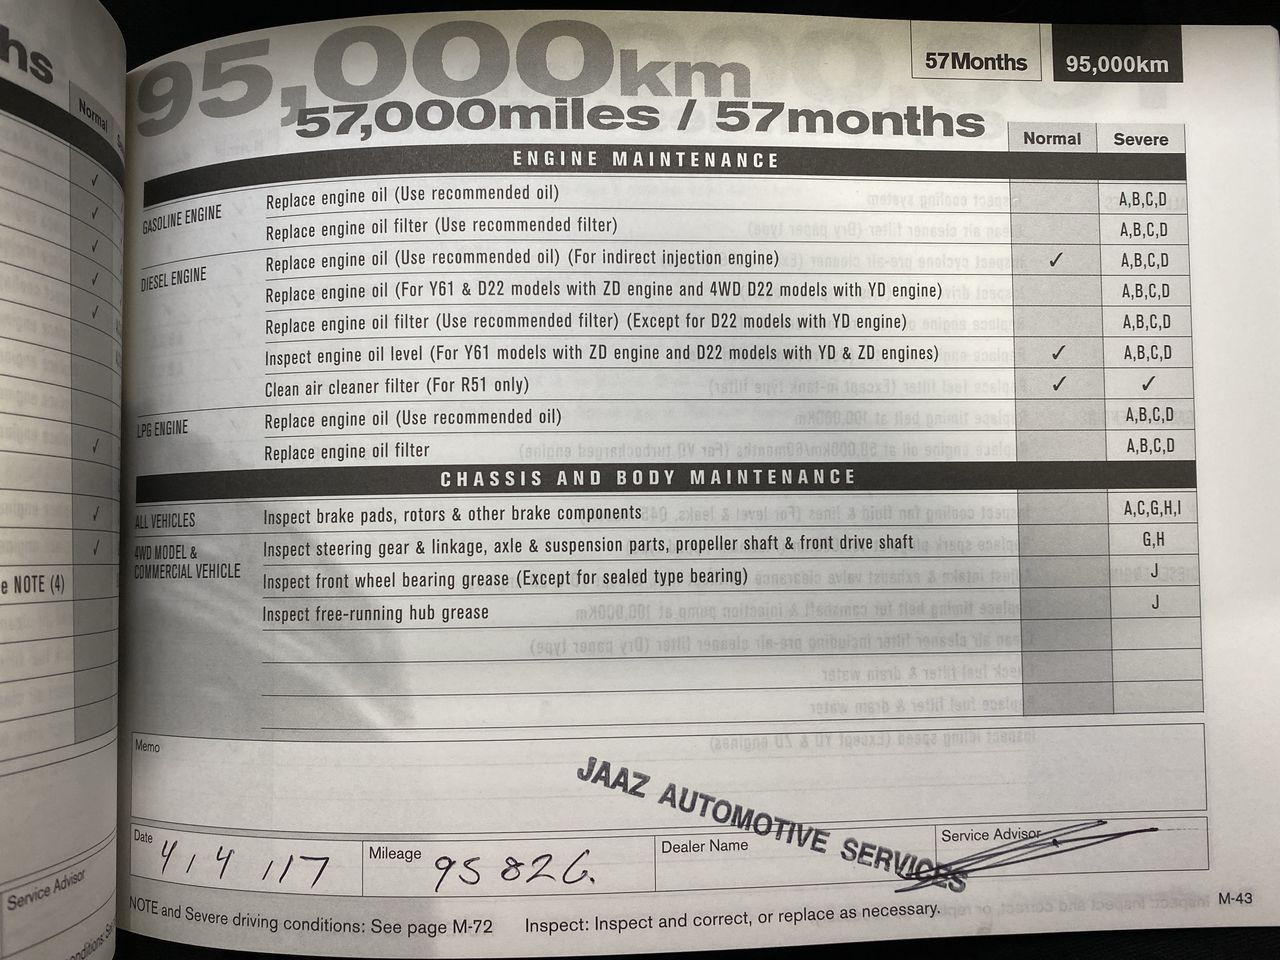 hs
Normal
✓
✓
✓
✓
✓
✓
✓
✓
e NOTE (4)
Service Advisor
95,000km
57,000miles / 57months
57Months
95,000km
Normal Severe
ENGINE MAINTENANCE
GASOLINE ENGINE Replace engine oil (Use recommended oil) A,B,C,D
Replace engine oil filter (Use recommended filter) A,B,C,D
DIESEL ENGINE Replace engine oil (Use recommended oil) (For indirect injection engine) ✓ A,B,C,D
Replace engine oil (For Y61 & D22 models with ZD engine and 4WD D22 models with YD engine) A,B,C,D
Replace engine oil filter (Use recommended filter) (Except for D22 models with YD engine) A,B,C,D
Inspect engine oil level (For Y61 models with ZD engine and D22 models with YD & ZD engines) ✓ A,B,C,D
Clean air cleaner filter (For R51 only) ✓ ✓
LPG ENGINE Replace engine oil (Use recommended oil) A,B,C,D
Replace engine oil filter A,B,C,D
CHASSIS AND BODY MAINTENANCE
ALL VEHICLES Inspect brake pads, rotors & other brake components A,C,G,H,I
4WD MODEL & Inspect steering gear & linkage, axle & suspension parts, propeller shaft & front drive shaft G,H
COMMERCIAL VEHICLE Inspect front wheel bearing grease (Except for sealed type bearing) J
Inspect free-running hub grease J
Memo
JAAZ AUTOMOTIVE SERVICES
Date 4/4/17 Mileage 95826. Dealer Name Service Advisor
NOTE and Severe driving conditions: See page M-72 Inspect: Inspect and correct, or replace as necessary. M-43